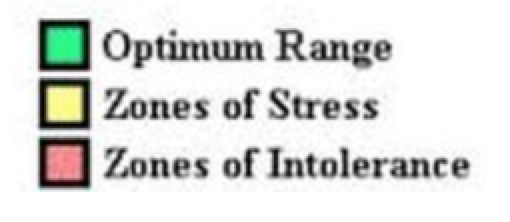 Optimum Range
Zones of Stress
Zones of Intolerance